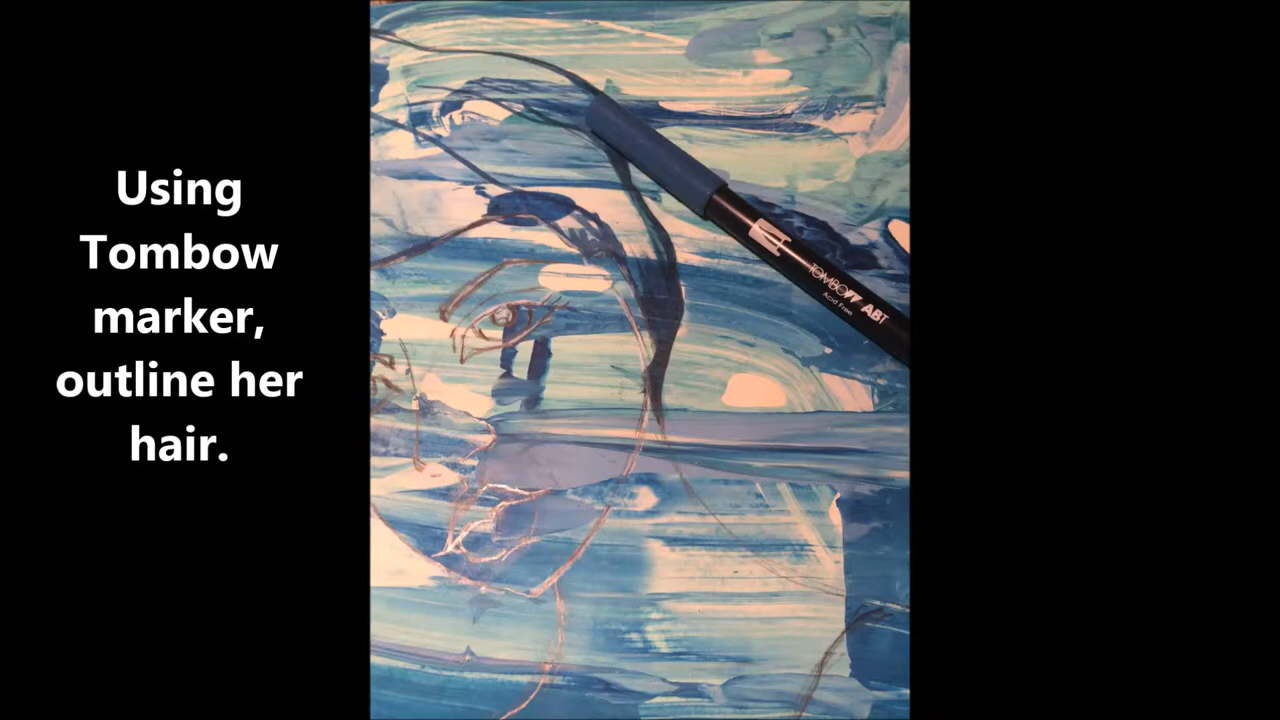 Using
Tombow
marker,
outline her
hair.
TOMBOW ABT
Acid Free